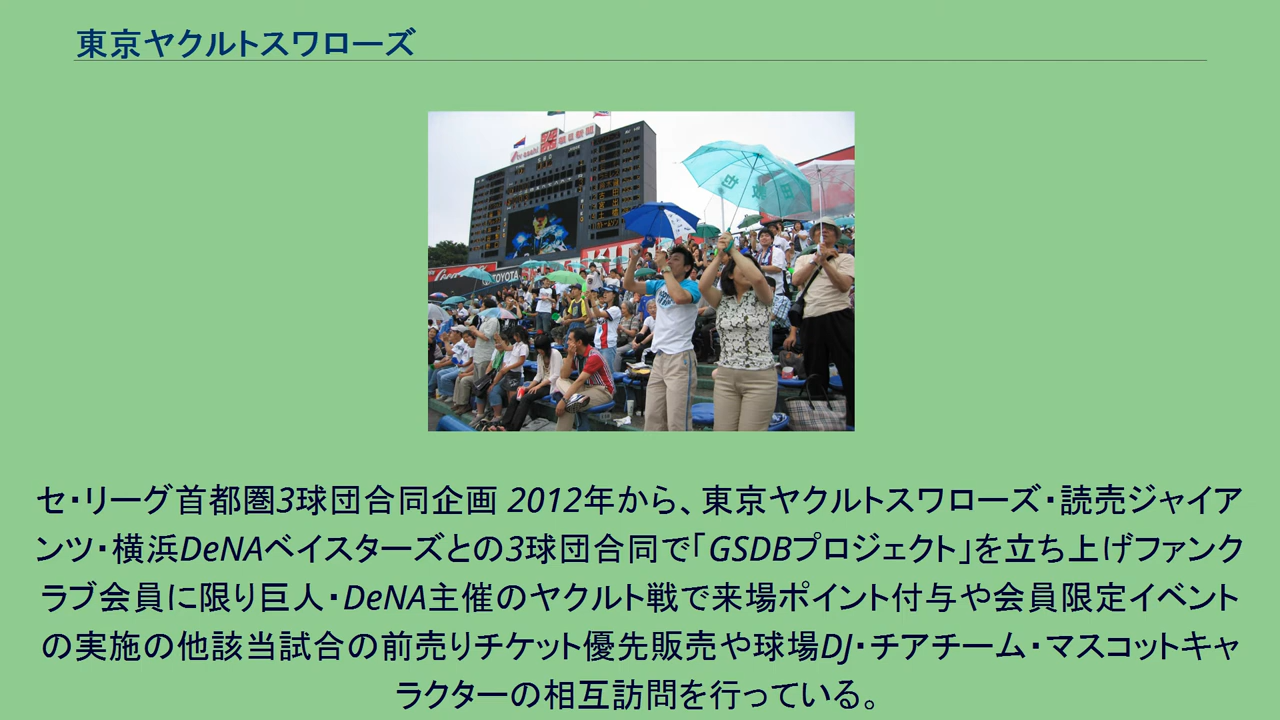 東京ヤクルトスワローズ
Coca-Cola
TOYOTA
セ・リーグ首都圏3球団合同企画 2012年から、東京ヤクルトスワローズ・読売ジャイア
ンツ・横浜DeNAベイスターズとの3球団合同で「GSDBプロジェクト」を立ち上げファンク
ラブ会員に限り巨人・DeNA主催のヤクルト戦で来場ポイント付与や会員限定イベント
の実施の他該当試合の前売りチケット優先販売や球場DJ・チアチーム・マスコットキャ
ラクターの相互訪問を行っている。